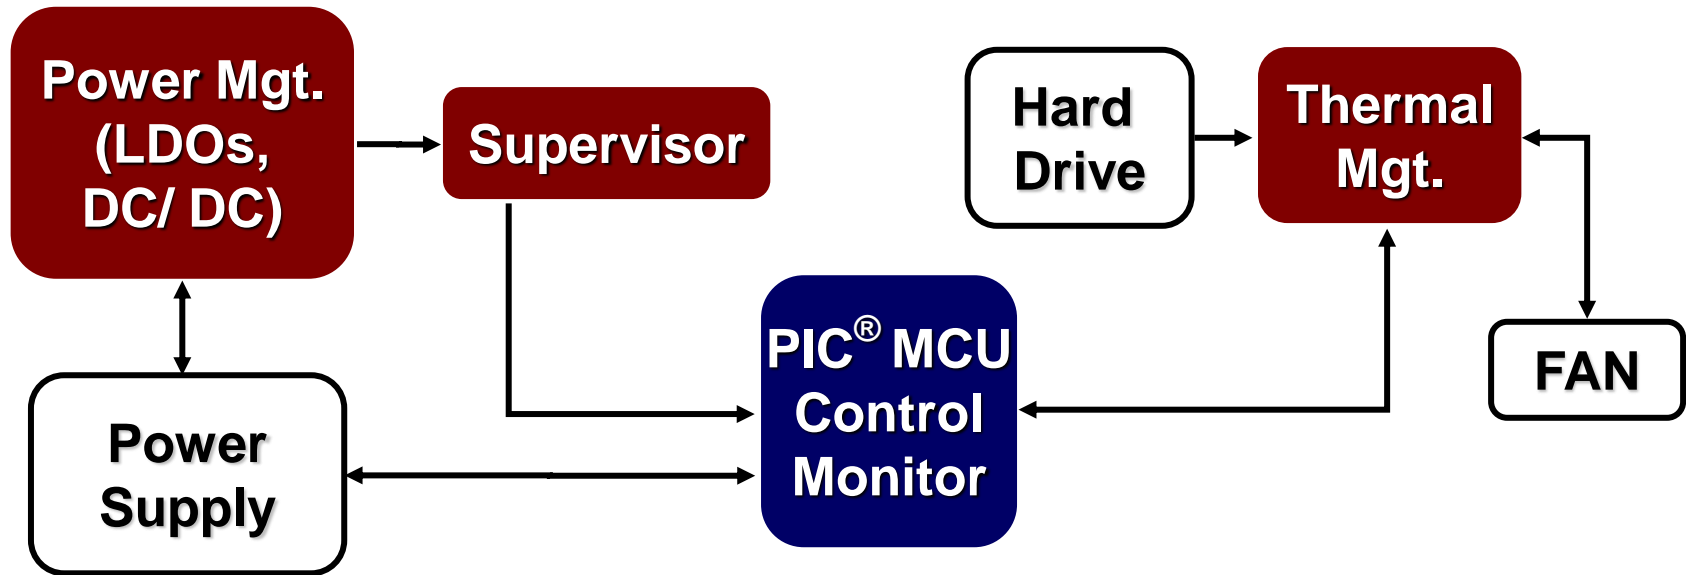 Power Mgt.
(LDOs,
DC/ DC)
Supervisor
Hard
Drive
Thermal
Mgt.
PIC® MCU
Control
Monitor
FAN
Power
Supply